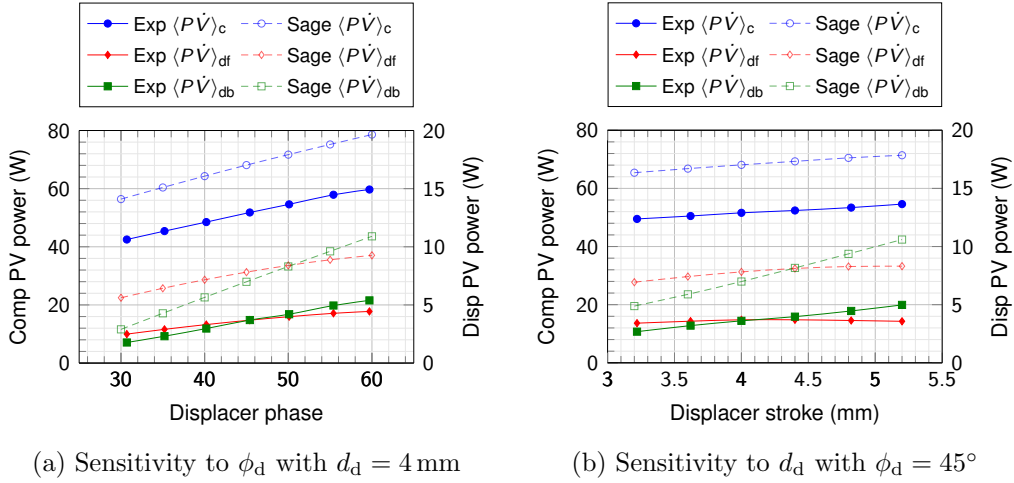 Exp ⟨PV̇⟩c Sage ⟨PV̇⟩c
Exp ⟨PV̇⟩df Sage ⟨PV̇⟩df
Exp ⟨PV̇⟩db Sage ⟨PV̇⟩db
80
60
40
20
0
Comp PV power (W)
20
15
10
5
0
Disp PV power (W)
30 40 50 60
Displacer phase
(a) Sensitivity to ϕd with dd = 4 mm
Exp ⟨PV̇⟩c Sage ⟨PV̇⟩c
Exp ⟨PV̇⟩df Sage ⟨PV̇⟩df
Exp ⟨PV̇⟩db Sage ⟨PV̇⟩db
80
60
40
20
0
Comp PV power (W)
20
15
10
5
0
Disp PV power (W)
3 3.5 4 4.5 5 5.5
Displacer stroke (mm)
(b) Sensitivity to dd with ϕd = 45°